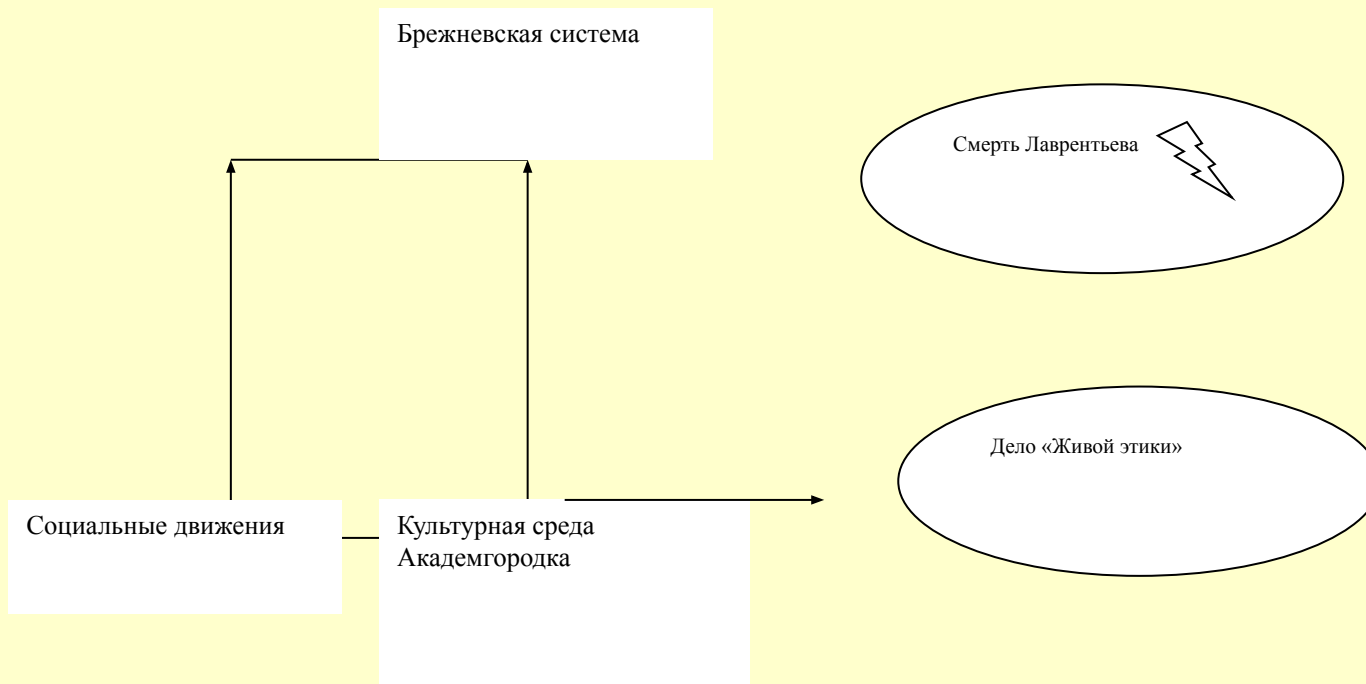 Брежневская система
Смерть Лаврентьева
Дело «Живой этики»
Социальные движения
Культурная среда
Академгородка